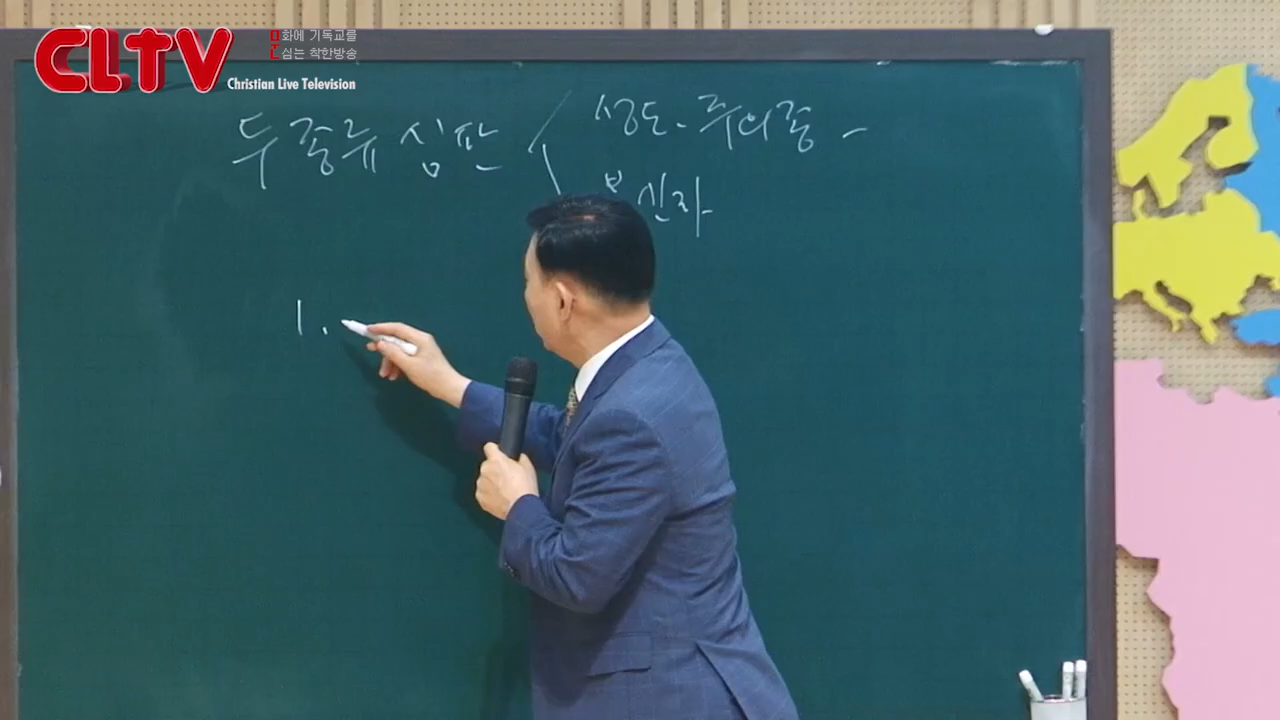 CLTV
문화에 기독교를
심는 착한방송
Christian Live Television
두 종류 심판 < 성도 - 주의 종 -
불신자
1.